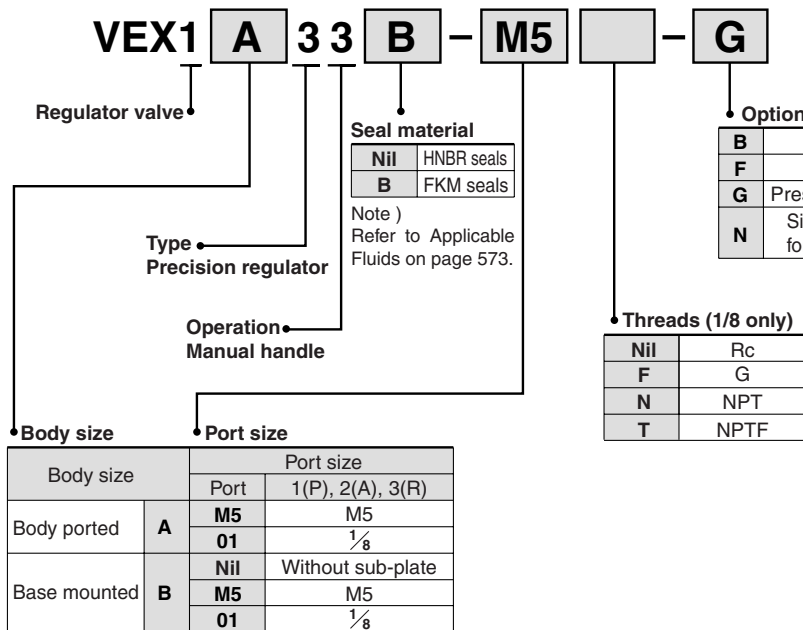 VEX1 A 3 3 B – M5 – G
Regulator valve
Option
B
F
G Pres
N Si
fo
Seal material
Nil HNBR seals
B FKM seals
Note )
Refer to Applicable
Fluids on page 573.
Type
Precision regulator
Operation
Manual handle
Threads (1/8 only)
Nil Rc
F G
N NPT
T NPTF
Body size
Port size
Body size Port size
Port 1(P), 2(A), 3(R)
Body ported A M5 M5
01 1/8
Base mounted B Nil Without sub-plate
M5 M5
01 1/8